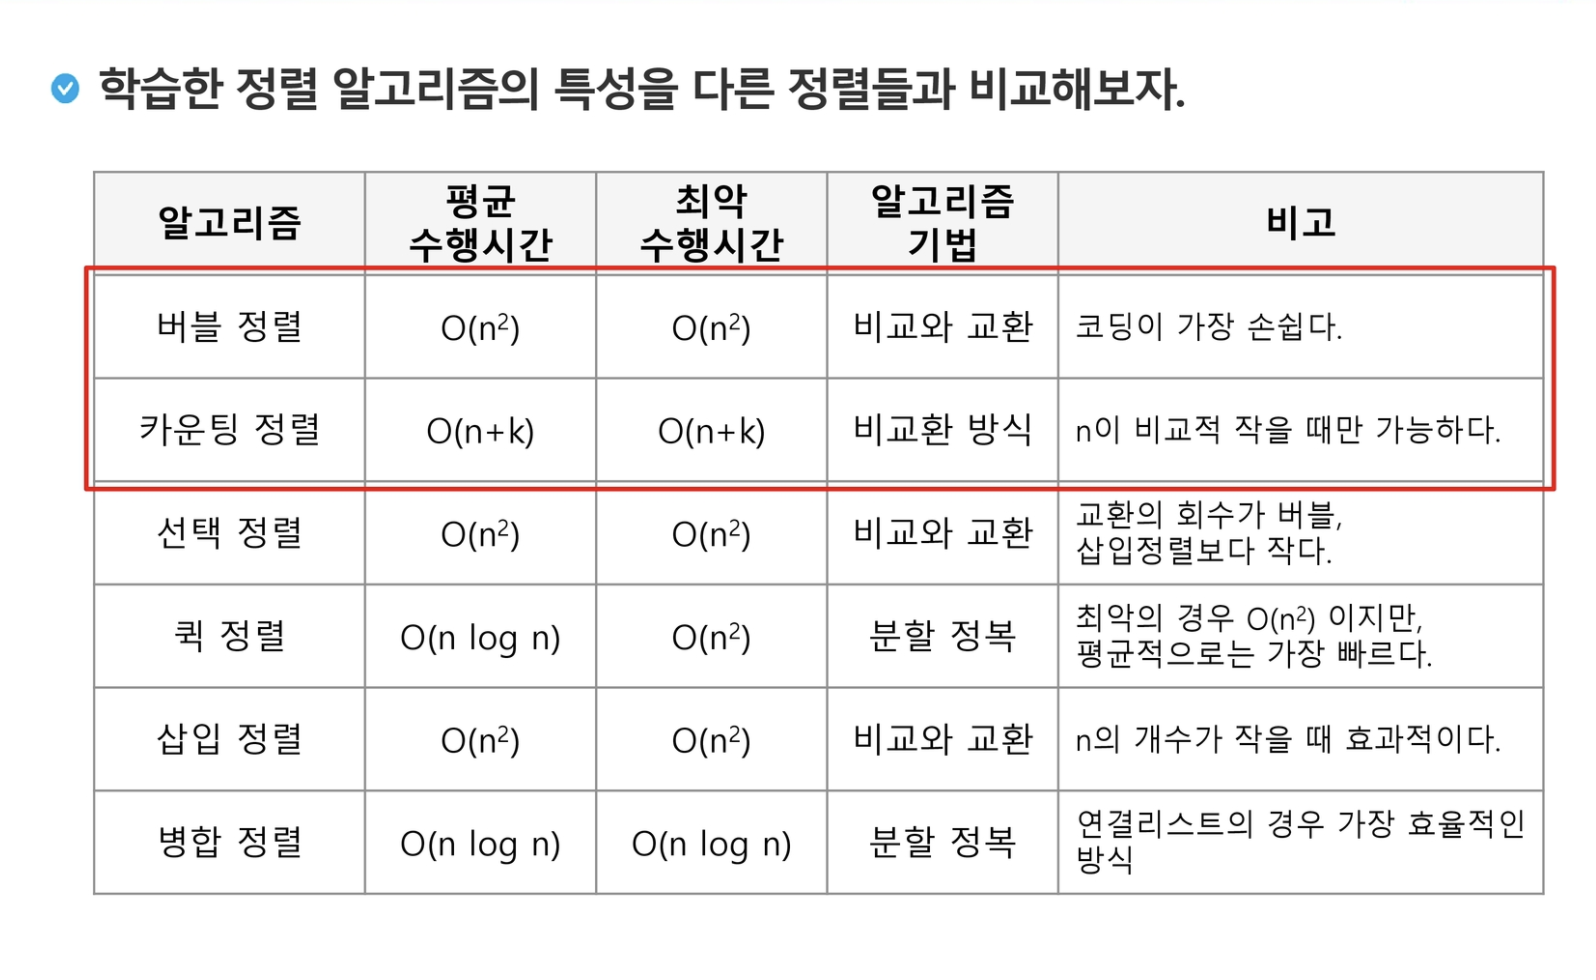 학습한 정렬 알고리즘의 특성을 다른 정렬들과 비교해보자.
알고리즘 평균 수행시간 최악 수행시간 알고리즘 기법 비고
버블 정렬 O(n²) O(n²) 비교와 교환 코딩이 가장 손쉽다.
카운팅 정렬 O(n+k) O(n+k) 비교환 방식 n이 비교적 작을 때만 가능하다.
선택 정렬 O(n²) O(n²) 비교와 교환 교환의 회수가 버블, 삽입정렬보다 작다.
퀵 정렬 O(n log n) O(n²) 분할 정복 최악의 경우 O(n²) 이지만, 평균적으로는 가장 빠르다.
삽입 정렬 O(n²) O(n²) 비교와 교환 n의 개수가 작을 때 효과적이다.
병합 정렬 O(n log n) O(n log n) 분할 정복 연결리스트의 경우 가장 효율적인 방식